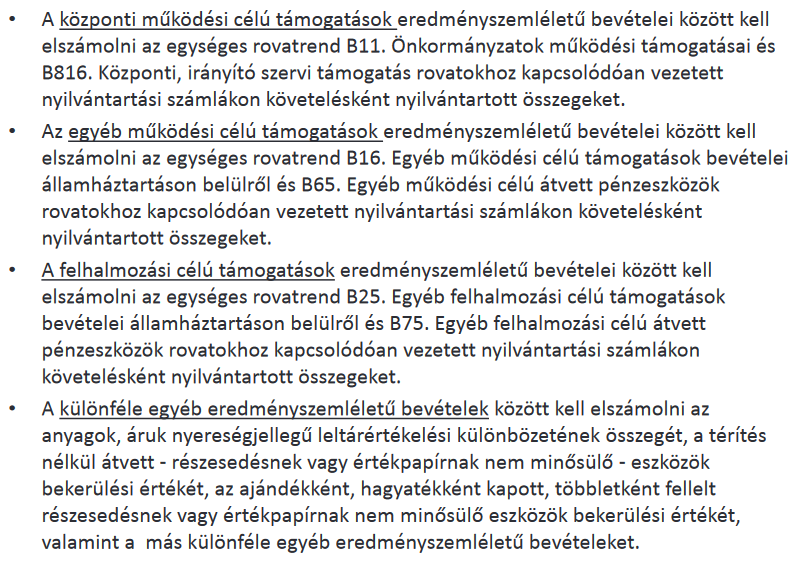 • A központi működési célú támogatások eredményszemléletű bevételei között kell
elszámolni az egységes rovatrend B11. Önkormányzatok működési támogatásai és
B816. Központi, irányító szervi támogatás rovatokhoz kapcsolódóan vezetett
nyilvántartási számlákon követelésként nyilvántartott összegeket.
• Az egyéb működési célú támogatások eredményszemléletű bevételei között kell
elszámolni az egységes rovatrend B16. Egyéb működési célú támogatások bevételei
államháztartáson belülről és B65. Egyéb működési célú átvett pénzeszközök
rovatokhoz kapcsolódóan vezetett nyilvántartási számlákon követelésként
nyilvántartott összegeket.
• A felhalmozási célú támogatások eredményszemléletű bevételei között kell
elszámolni az egységes rovatrend B25. Egyéb felhalmozási célú támogatások
bevételei államháztartáson belülről és B75. Egyéb felhalmozási célú átvett
pénzeszközök rovatokhoz kapcsolódóan vezetett nyilvántartási számlákon
követelésként nyilvántartott összegeket.
• A különféle egyéb eredményszemléletű bevételek között kell elszámolni az
anyagok, áruk nyereségjellegű leltárértékelési különbözetének összegét, a térítés
nélkül átvett - részesedésnek vagy értékpapírnak nem minősülő - eszközök
bekerülési értékét, az ajándékként, hagyatékként kapott, többletként fellelt
részesedésnek vagy értékpapírnak nem minősülő eszközök bekerülési értékét,
valamint a  más különféle egyéb eredményszemléletű bevételeket.